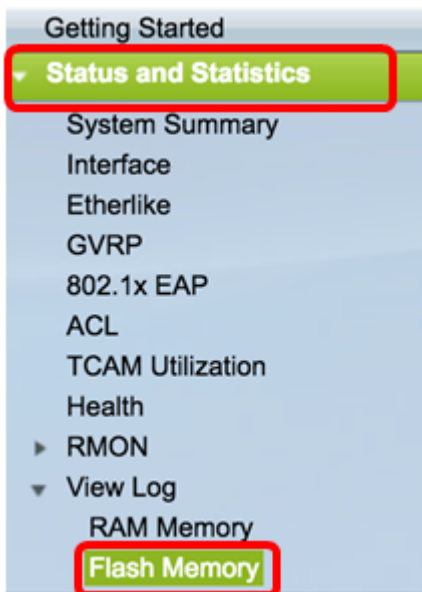 Getting Started
Status and Statistics
System Summary
Interface
Etherlike
GVRP
802.1x EAP
ACL
TCAM Utilization
Health
RMON
View Log
RAM Memory
Flash Memory